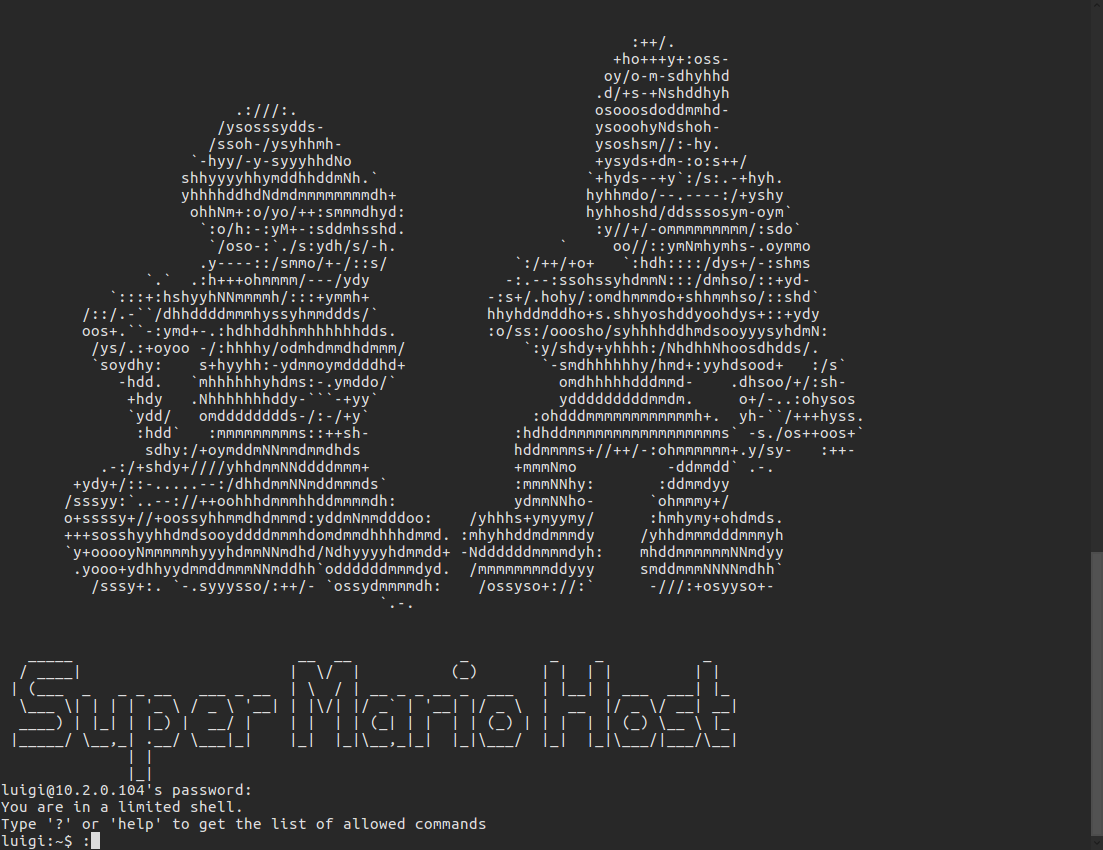 Super Mario Host
luigi@10.2.0.104's password:
You are in a limited shell.
Type '?' or 'help' to get the list of allowed commands
luigi:~$ :